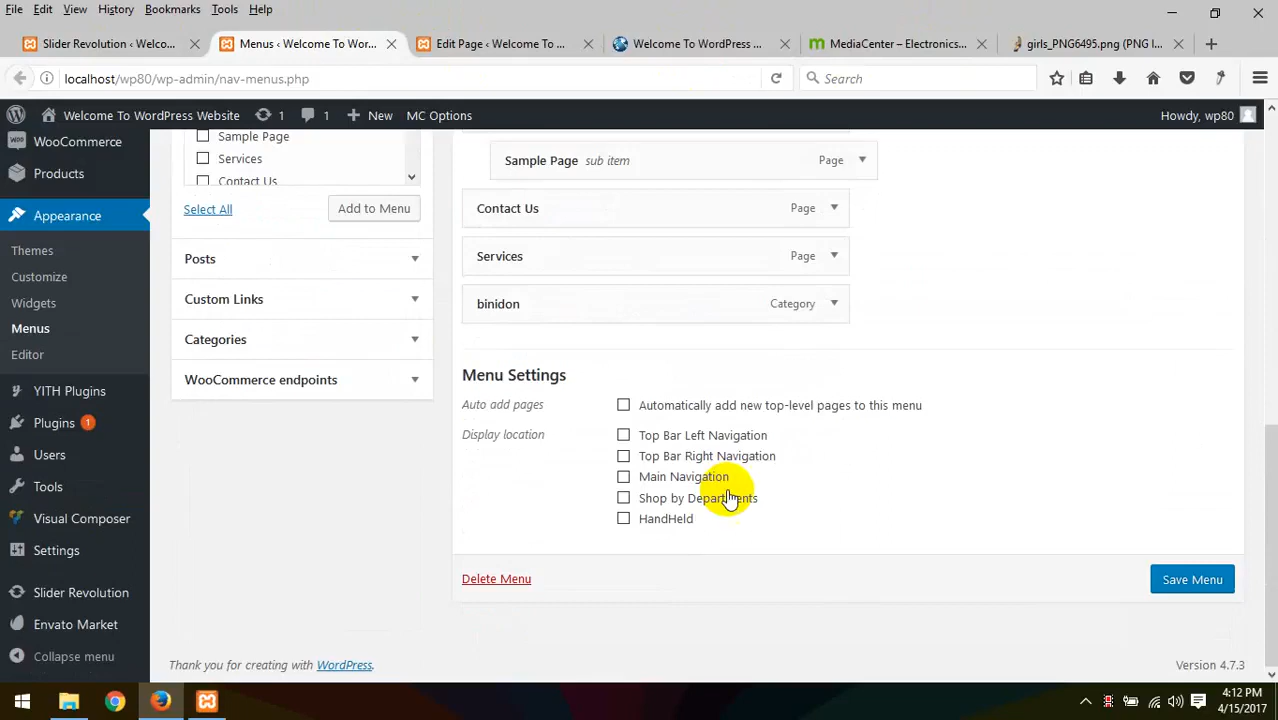 File Edit View History Bookmarks Tools Help
Slider Revolution ‹ Welco... Menus ‹ Welcome To Wor... Edit Page ‹ Welcome To ... Welcome To WordPress ... MediaCenter – Electronics... girls_PNG6495.png (PNG I...
localhost/wp80/wp-admin/nav-menus.php Search
Welcome To WordPress Website 1 1 New MC Options Howdy, wp80
WooCommerce
Products
Appearance
Themes
Customize
Widgets
Menus
Editor
YITH Plugins
Plugins 1
Users
Tools
Visual Composer
Settings
Slider Revolution
Envato Market
Collapse menu
Sample Page
Services
Contact Us
Select All Add to Menu
Posts
Custom Links
Categories
WooCommerce endpoints
Sample Page sub item Page
Contact Us Page
Services Page
binidon Category
Menu Settings
Auto add pages Automatically add new top-level pages to this menu
Display location Top Bar Left Navigation
Top Bar Right Navigation
Main Navigation
Shop by Departments
HandHeld
Delete Menu Save Menu
Thank you for creating with WordPress. Version 4.7.3
4:12 PM
4/15/2017